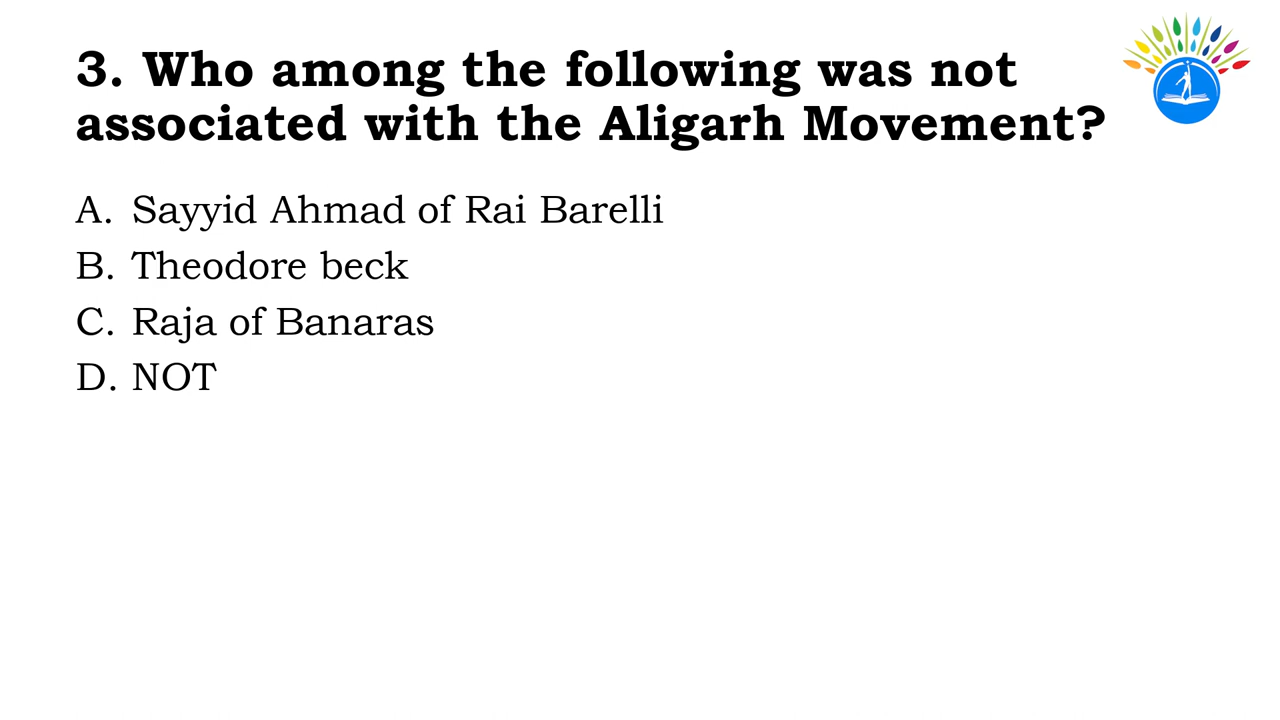 3. Who among the following was not
associated with the Aligarh Movement?
A. Sayyid Ahmad of Rai Barelli
B. Theodore beck
C. Raja of Banaras
D. NOT